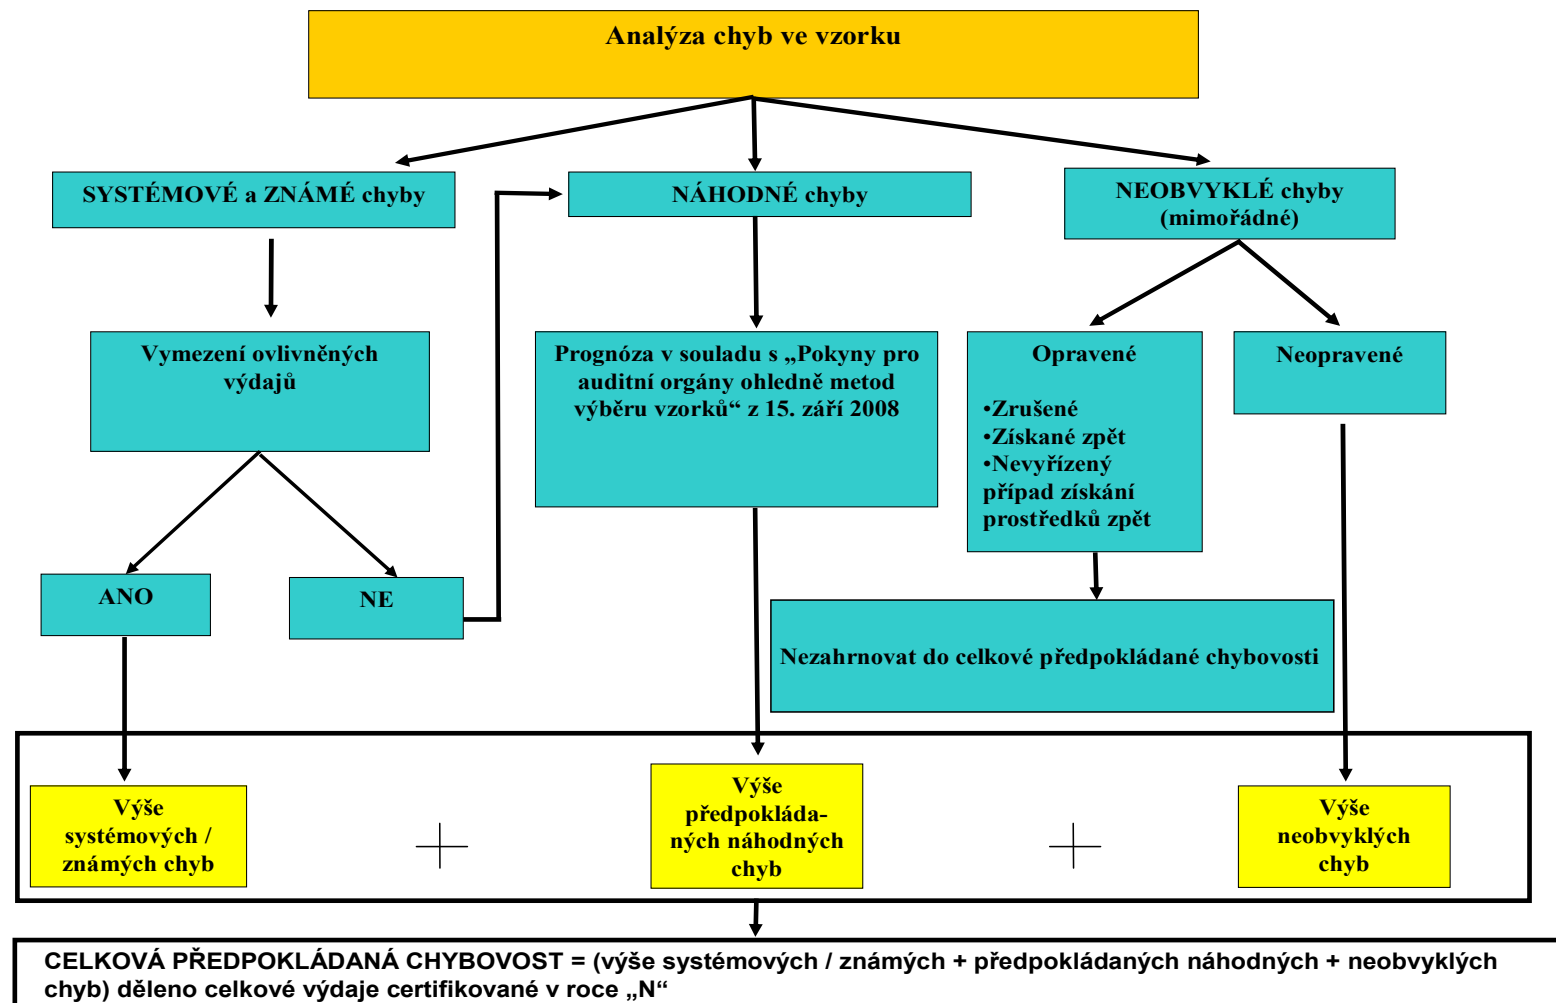 Analýza chyb ve vzorku
SYSTÉMOVÉ a ZNÁMÉ chyby
NÁHODNÉ chyby
NEOBVYKLÉ chyby
(mimořádné)
Vymezení ovlivněných
výdajů
Prognóza v souladu s „Pokyny pro
auditní orgány ohledně metod
výběru vzorků“ z 15. září 2008
Opravené
•Zrušené
•Získané zpět
•Nevyřízený
případ získání
prostředků zpět
Neopravené
ANO
NE
Nezahrnovat do celkové předpokládané chybovosti
Výše
systémových /
známých chyb
+
Výše
předpokláda-
ných náhodných
chyb
+
Výše
neobvyklých
chyb
CELKOVÁ PŘEDPOKLÁDANÁ CHYBOVOST = (výše systémových / známých + předpokládaných náhodných + neobvyklých
chyb) děleno celkové výdaje certifikované v roce „N“